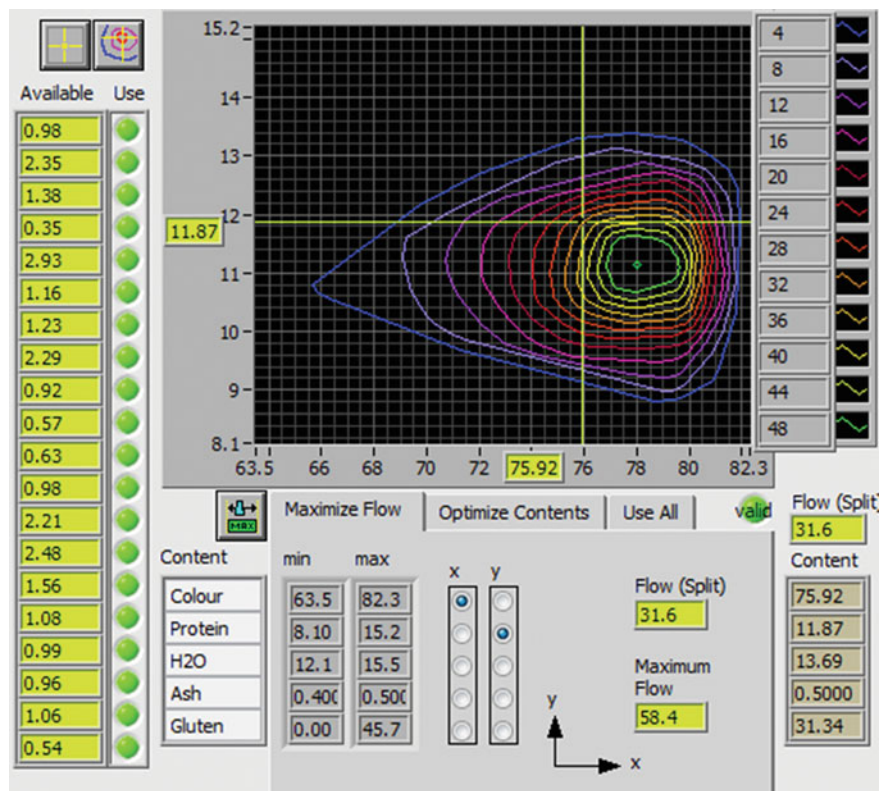 Available Use
0.98
2.35
1.38
0.35
2.93
1.16
1.23
2.29
0.92
0.57
0.63
0.98
2.21
2.48
1.56
1.08
0.99
0.96
1.06
0.54
15.2
14
13
12
11.87
11
10
9
8.1
63.5 66 68 70 72 75.92 76 78 80 82.3
4
8
12
16
20
24
28
32
36
40
44
48
MAX
Maximize Flow Optimize Contents Use All valid
Content min max x y
Colour 63.5 82.3
Protein 8.10 15.2
H2O 12.1 15.5
Ash 0.400 0.500
Gluten 0.00 45.7
Flow (Split)
31.6
Maximum
Flow
58.4
y
x
Flow (Split)
31.6
Content
75.92
11.87
13.69
0.5000
31.34